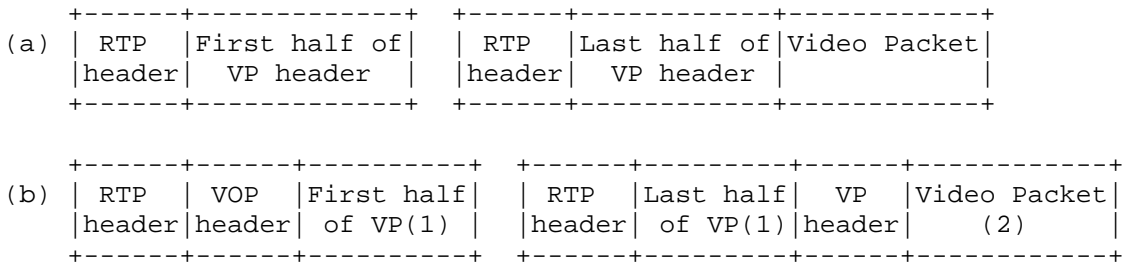 +------+-------------+  +------+------------+------------+
(a)  | RTP  |First half of|  | RTP  |Last half of|Video Packet|
     |header|  VP header  |  |header|  VP header |            |
     +------+-------------+  +------+------------+------------+
     +------+------+----------+  +------+---------+------+------------+
(b)  | RTP  | VOP  |First half|  | RTP  |Last half| VP   |Video Packet|
     |header|header| of VP(1) |  |header| of VP(1)|header|    (2)     |
     +------+------+----------+  +------+---------+------+------------+